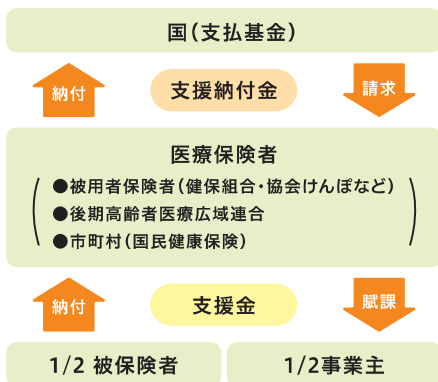 国(支払基金)
納付
支援納付金
請求
医療保険者
●被用者保険者(健保組合・協会けんぽなど)
●後期高齢者医療広域連合
●市町村(国民健康保険)
納付
支援金
賦課
1/2 被保険者
1/2事業主